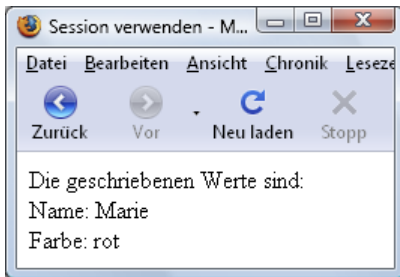 Session verwenden - M...
Datei Bearbeiten Ansicht Chronik Leseze
Zurück Vor Neu laden Stopp
Die geschriebenen Werte sind:
Name: Marie
Farbe: rot